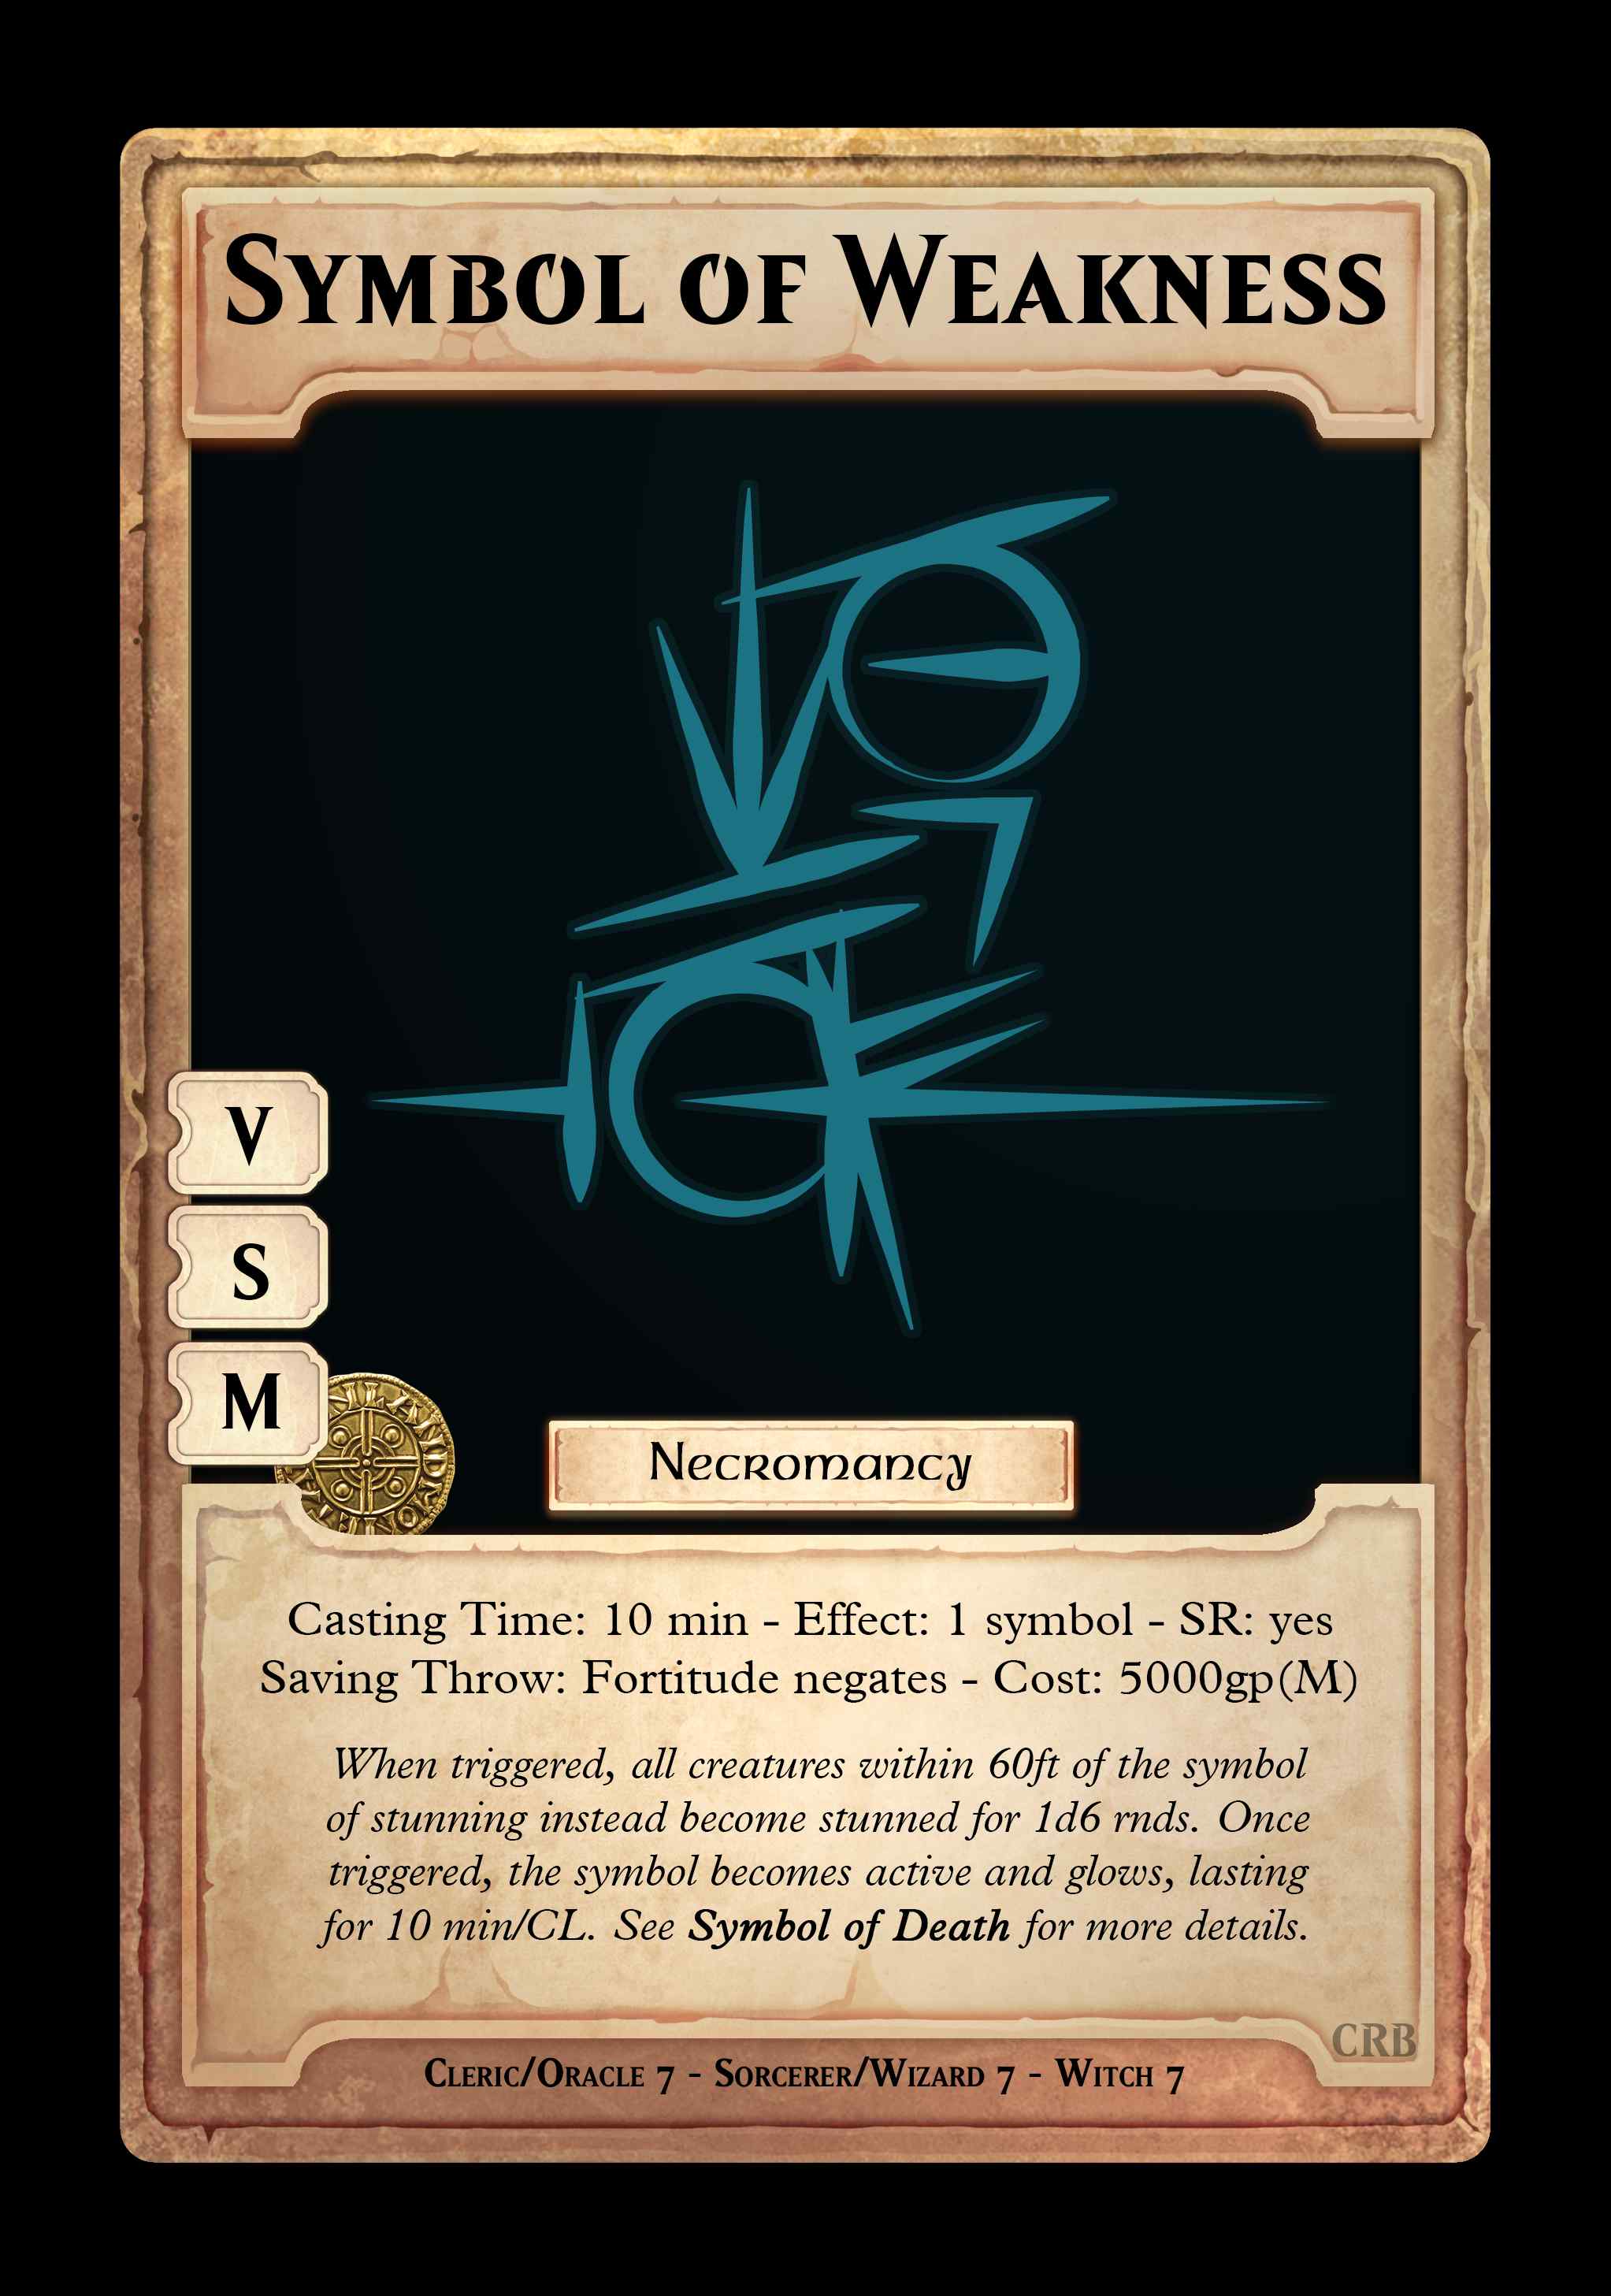 Symbol of Weakness
V
S
M
Necromancy
Casting Time: 10 min - Effect: 1 symbol - SR: yes
Saving Throw: Fortitude negates - Cost: 5000gp(M)
When triggered, all creatures within 60ft of the symbol
of stunning instead become stunned for 1d6 rnds. Once
triggered, the symbol becomes active and glows, lasting
for 10 min/CL. See Symbol of Death for more details.
CRB
Cleric/Oracle 7 - Sorcerer/Wizard 7 - Witch 7